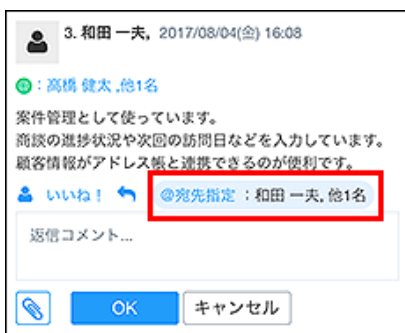 3. 和田 一夫, 2017/08/04(金) 16:08
@：高橋 健太 ,他1名
案件管理として使っています。
商談の進捗状況や次回の訪問日などを入力しています。
顧客情報がアドレス帳と連携できるのが便利です。
いいね！ @宛先指定 ：和田 一夫, 他1名
返信コメント...
OK キャンセル